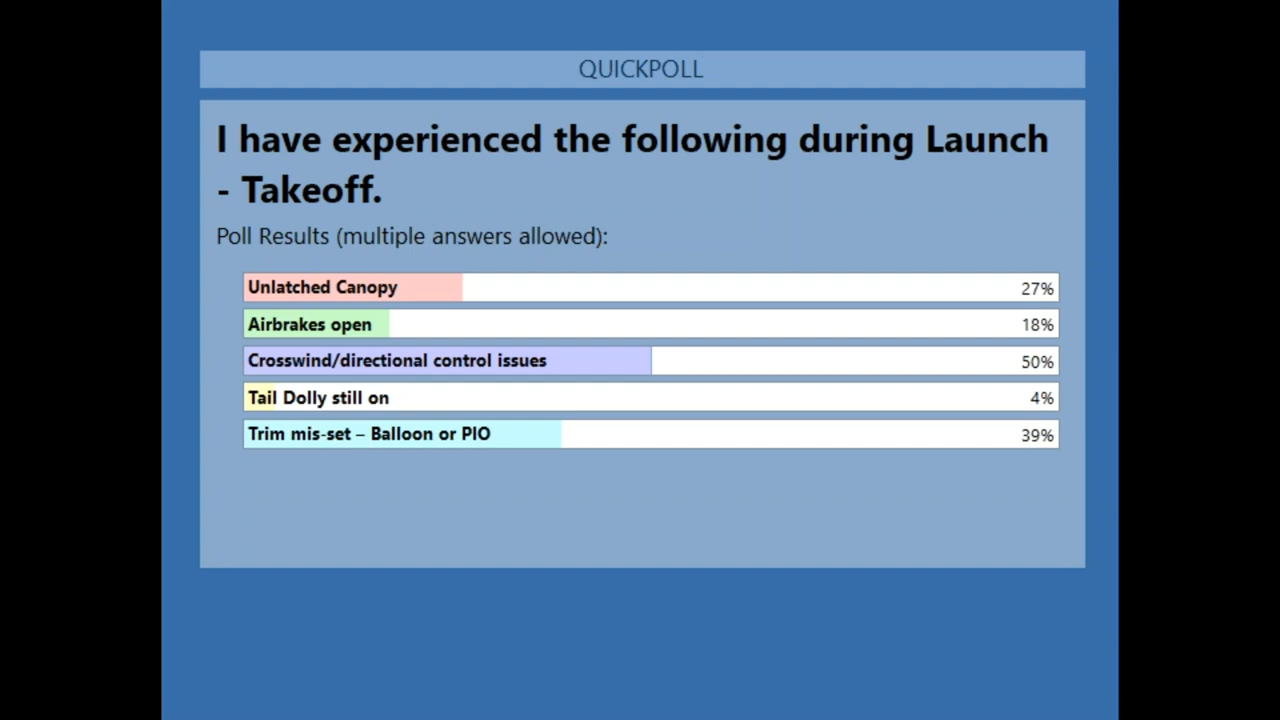 QUICKPOLL
I have experienced the following during Launch
- Takeoff.
Poll Results (multiple answers allowed):
Unlatched Canopy 27%
Airbrakes open 18%
Crosswind/directional control issues 50%
Tail Dolly still on 4%
Trim mis-set – Balloon or PIO 39%